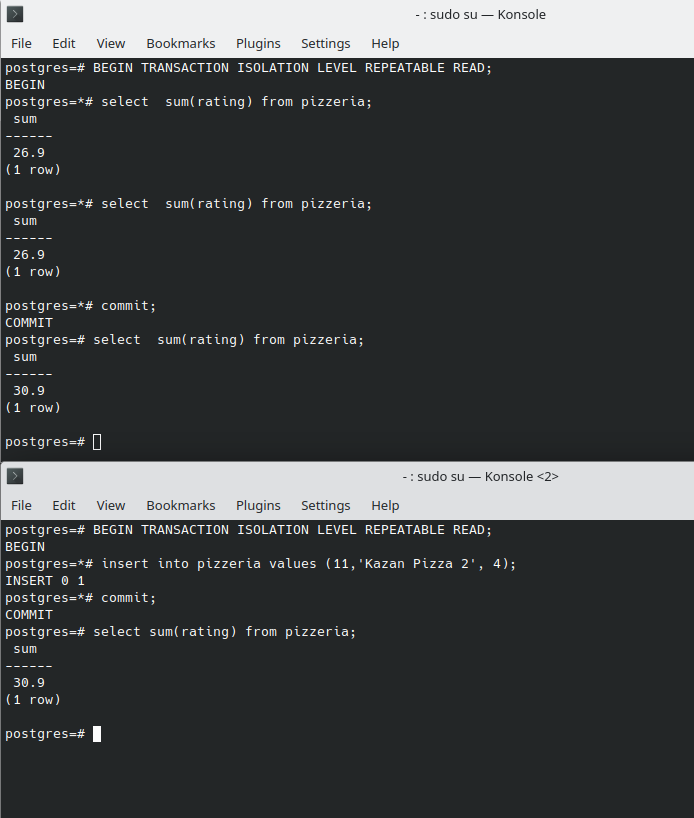 - : sudo su — Konsole
File Edit View Bookmarks Plugins Settings Help
postgres=# BEGIN TRANSACTION ISOLATION LEVEL REPEATABLE READ;
BEGIN
postgres=*# select  sum(rating) from pizzeria;
 sum
------
 26.9
(1 row)
postgres=*# select  sum(rating) from pizzeria;
 sum
------
 26.9
(1 row)
postgres=*# commit;
COMMIT
postgres=# select  sum(rating) from pizzeria;
 sum
------
 30.9
(1 row)
postgres=#
- : sudo su — Konsole <2>
File Edit View Bookmarks Plugins Settings Help
postgres=# BEGIN TRANSACTION ISOLATION LEVEL REPEATABLE READ;
BEGIN
postgres=*# insert into pizzeria values (11,'Kazan Pizza 2', 4);
INSERT 0 1
postgres=*# commit;
COMMIT
postgres=# select sum(rating) from pizzeria;
 sum
------
 30.9
(1 row)
postgres=#